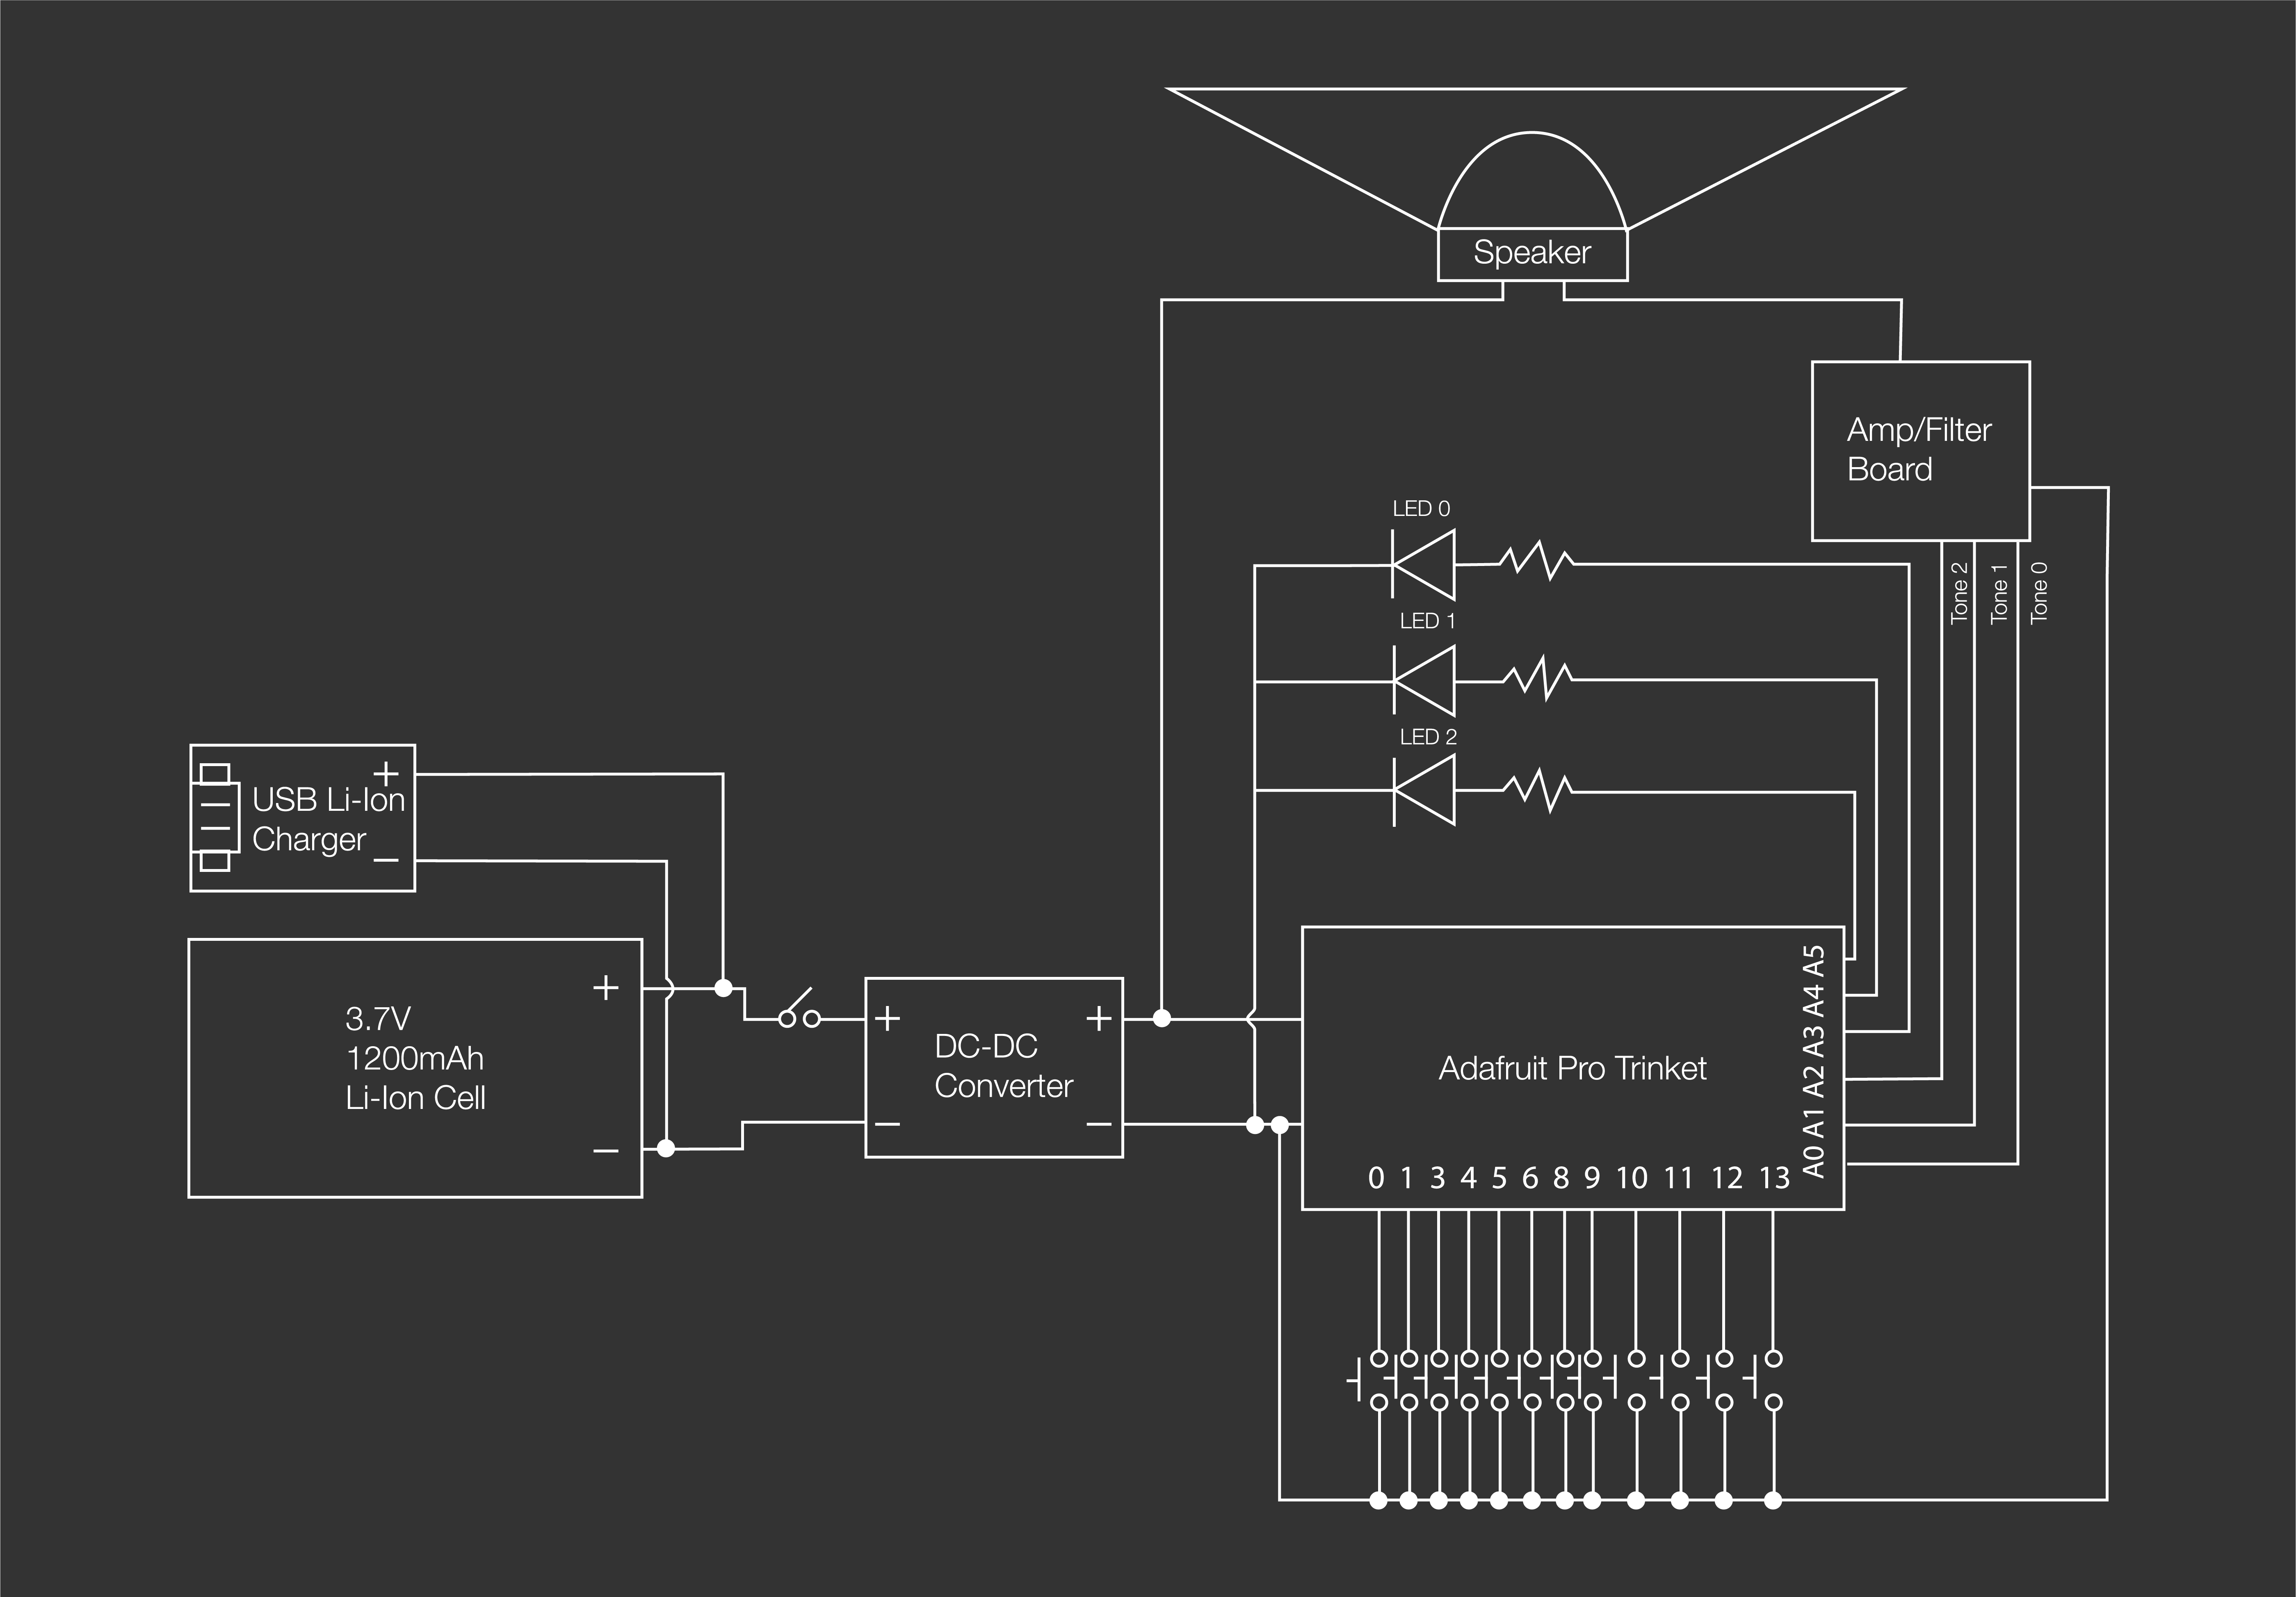 Speaker
Amp/Filter
Board
LED 0
LED 1
LED 2
Tone 2
Tone 1
Tone 0
+
USB Li-Ion
Charger
−
+
3.7V
1200mAh
Li-Ion Cell
−
+ +
DC-DC
Converter
− −
Adafruit Pro Trinket
A0 A1 A2 A3 A4 A5
0 1 3 4 5 6 8 9 10 11 12 13